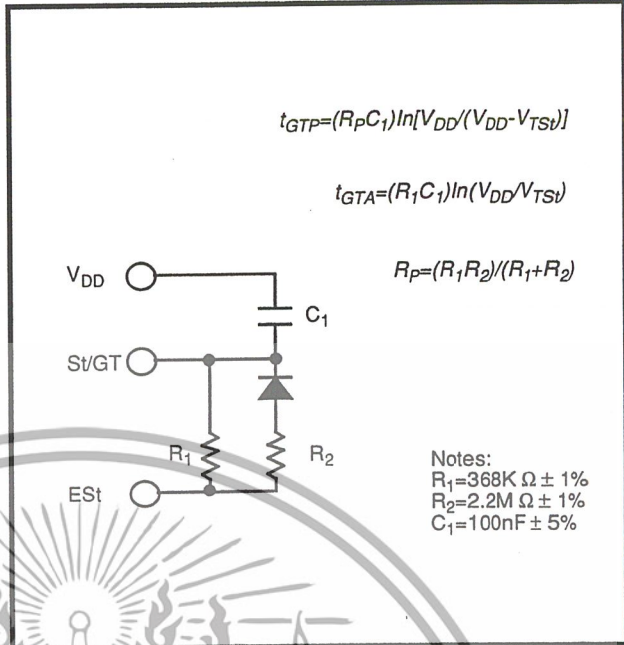 t_GTP=(R_PC_1)ln[V_DD/(V_DD-V_TSt)]
t_GTA=(R_1C_1)ln(V_DD/V_TSt)
R_P=(R_1R_2)/(R_1+R_2)
V_DD
C_1
St/GT
R_1
R_2
ESt
Notes:
R_1=368K Ω ± 1%
R_2=2.2M Ω ± 1%
C_1=100nF ± 5%